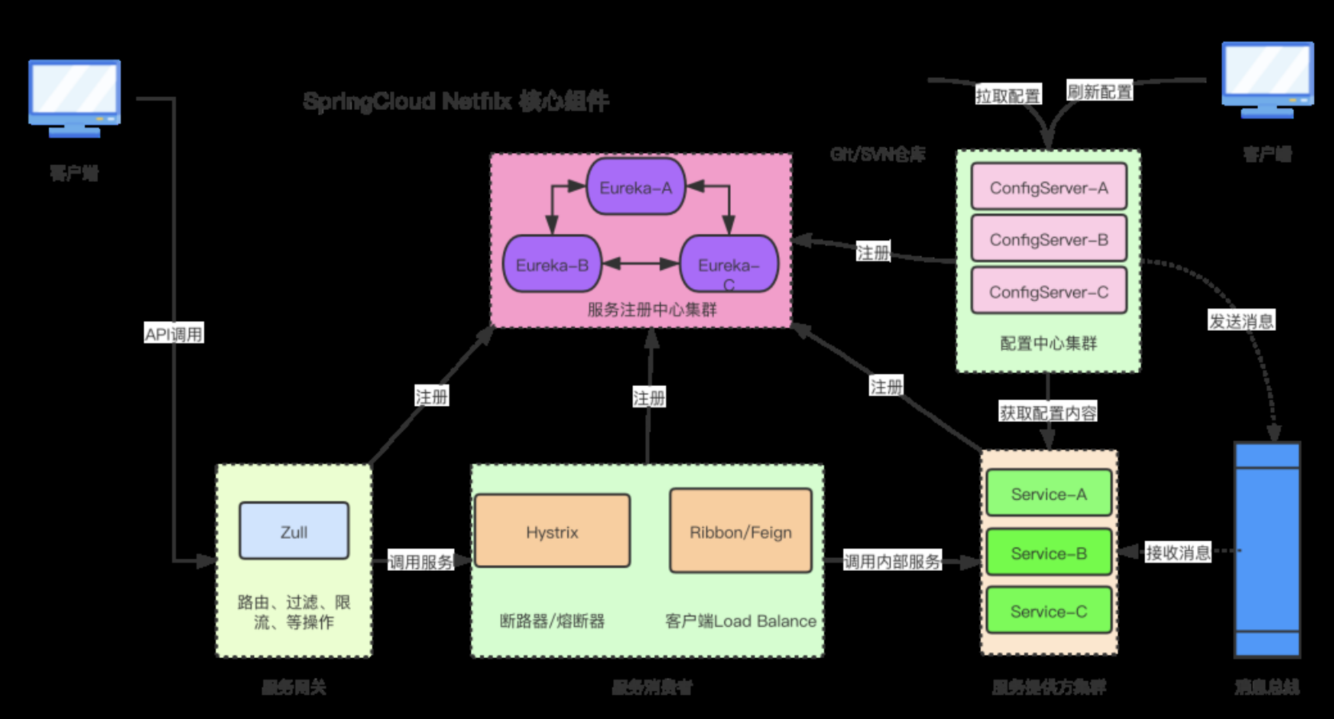 SpringCloud Netflix 核心组件
客户端
拉取配置
刷新配置
Git/SVN仓库
客户端
Eureka-A
Eureka-B
Eureka-
C
服务注册中心集群
ConfigServer-A
ConfigServer-B
ConfigServer-C
配置中心集群
注册
API调用
发送消息
注册
注册
注册
获取配置内容
Zull
路由、过滤、限
流、等操作
服务网关
调用服务
Hystrix
断路器/熔断器
Ribbon/Feign
客户端Load Balance
服务消费者
调用内部服务
Service-A
Service-B
Service-C
服务提供方集群
接收消息
消息总线